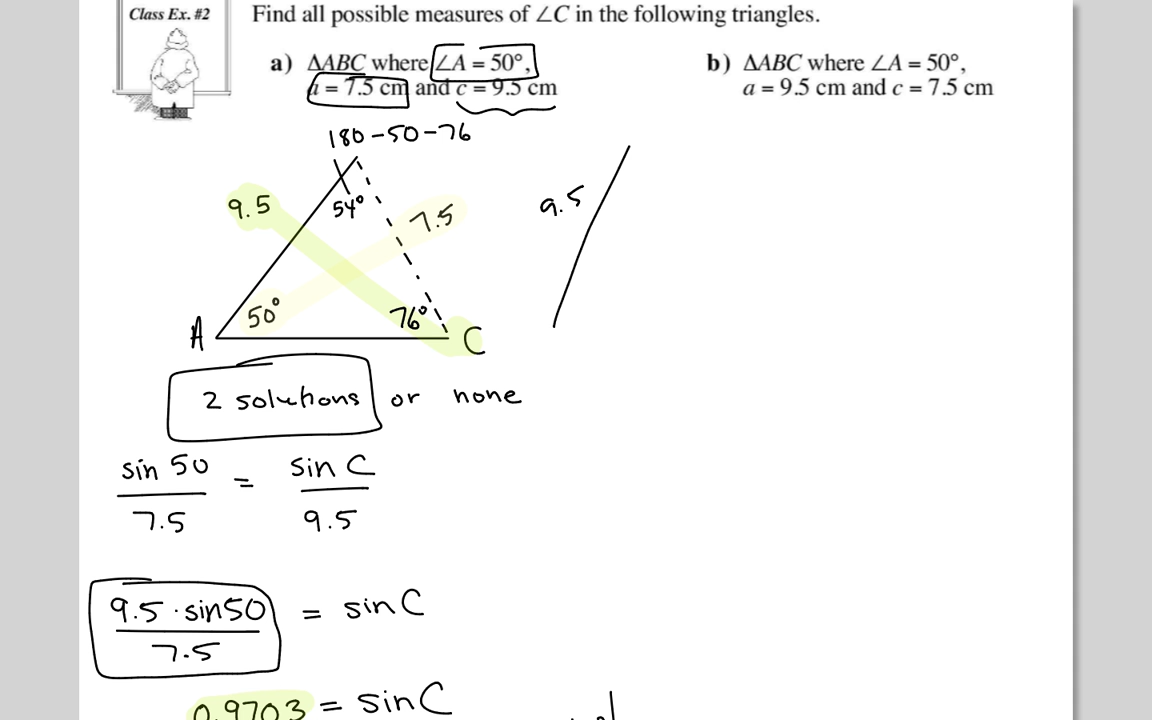 Class Ex. #2
Find all possible measures of ∠C in the following triangles.
a) ΔABC where ∠A = 50°,
a = 7.5 cm and c = 9.5 cm
b) ΔABC where ∠A = 50°,
a = 9.5 cm and c = 7.5 cm
180-50-76
9.5
54°
7.5
9.5
50°
76°
A
C
2 solutions or none
sin 50 = sin C
7.5 9.5
9.5 · sin50 = sin C
7.5
0.9703 = sin C